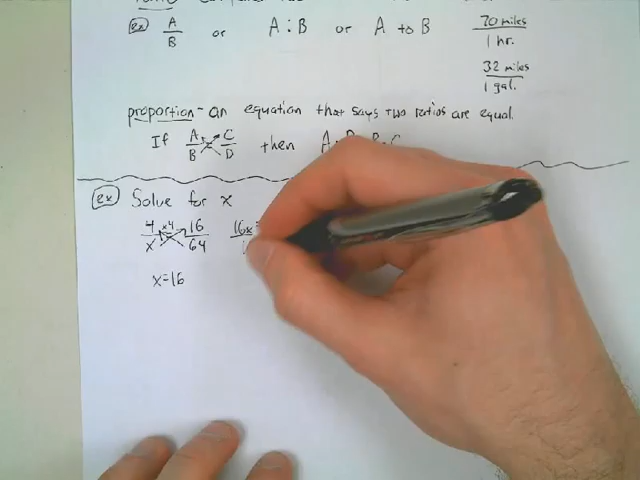 ex A/B or A : B or A to B 70 miles/1 hr.
32 miles/1 gal.
proportion - an equation that says two ratios are equal.
If A/B = C/D then
ex Solve for x
4/x x4 = 16/64 16x
x=16